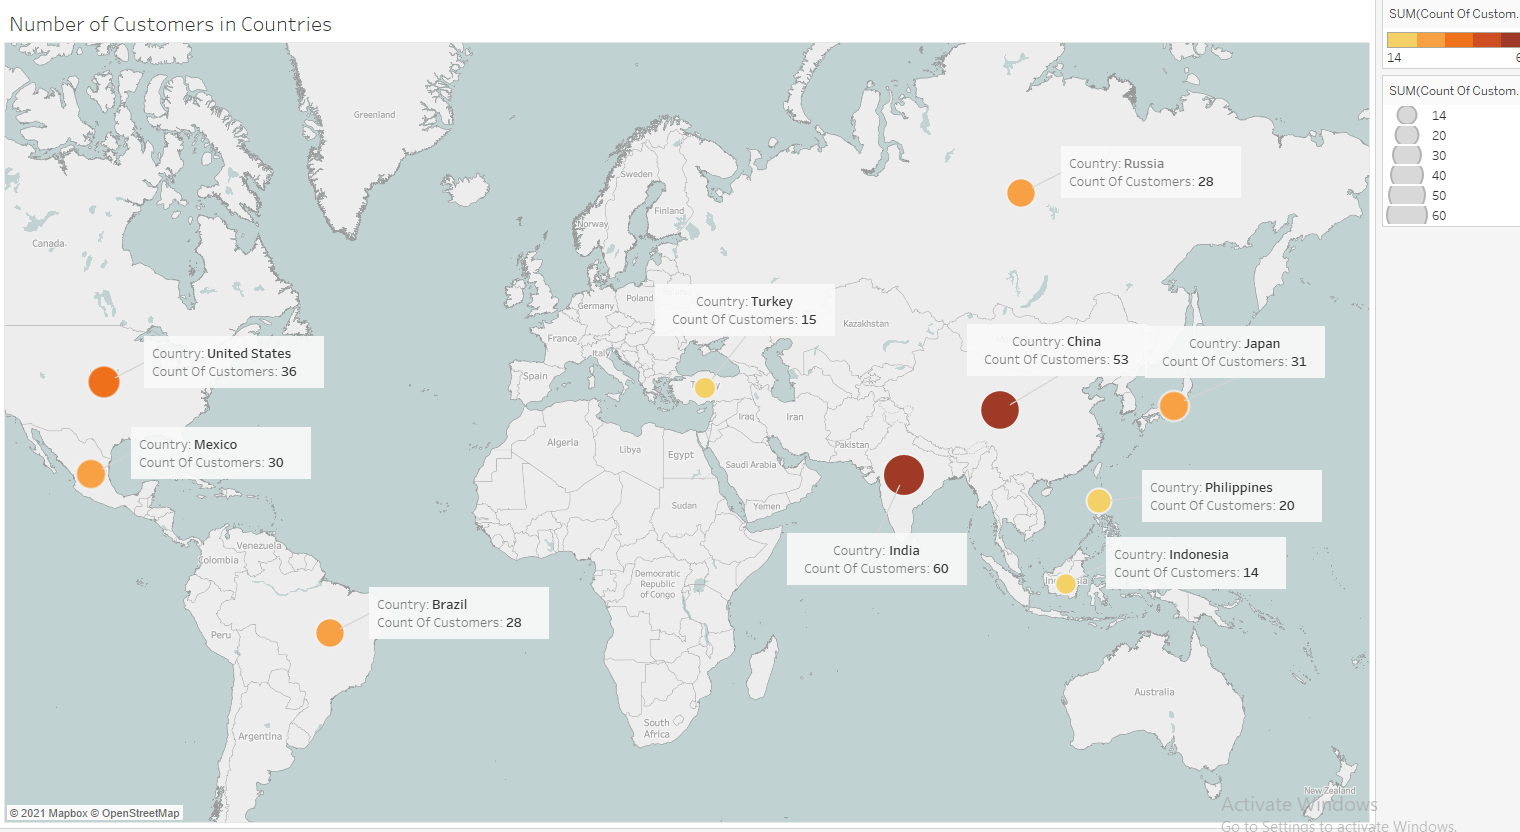 Number of Customers in Countries
SUM(Count Of Custom..
14
SUM(Count Of Custom..
14
20
30
40
50
60
Greenland
Canada
Sweden
Finland
Norway
Country: Russia
Count Of Customers: 28
Germany
Poland
France
Italy
Spain
Kazakhstan
Country: Turkey
Count Of Customers: 15
Country: China
Count Of Customers: 53
Country: Japan
Count Of Customers: 31
Country: United States
Count Of Customers: 36
Country: Mexico
Count Of Customers: 30
Algeria
Libya
Egypt
Iraq
Iran
Pakistan
Saudi Arabia
Sudan
Yemen
Country: Philippines
Count Of Customers: 20
Country: India
Count Of Customers: 60
Country: Indonesia
Count Of Customers: 14
Venezuela
Colombia
Democratic
Republic
of Congo
Country: Brazil
Count Of Customers: 28
Peru
Australia
South
Africa
Argentina
New Zealand
© 2021 Mapbox © OpenStreetMap
Activate Windows
Go to Settings to activate Windows.